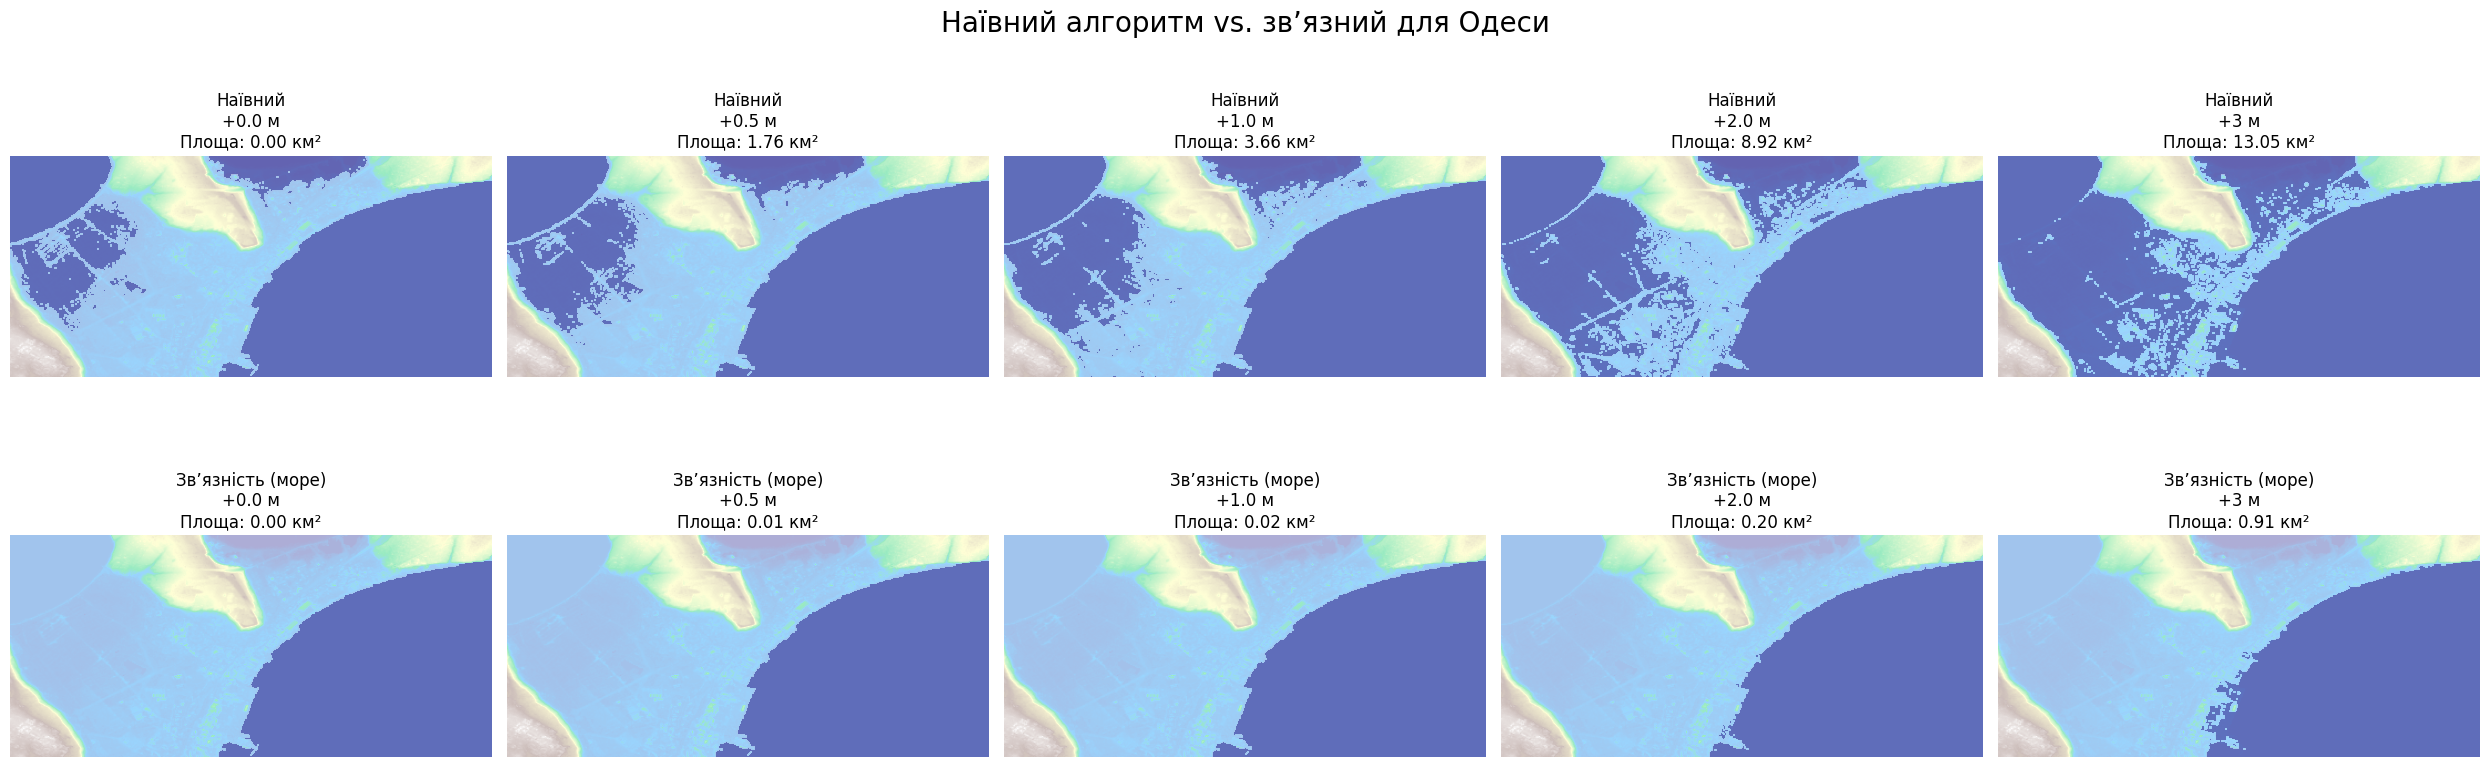 Наївний алгоритм vs. зв’язний для Одеси
Наївний
+0.0 м
Площа: 0.00 км²
Наївний
+0.5 м
Площа: 1.76 км²
Наївний
+1.0 м
Площа: 3.66 км²
Наївний
+2.0 м
Площа: 8.92 км²
Наївний
+3 м
Площа: 13.05 км²
Зв’язність (море)
+0.0 м
Площа: 0.00 км²
Зв’язність (море)
+0.5 м
Площа: 0.01 км²
Зв’язність (море)
+1.0 м
Площа: 0.02 км²
Зв’язність (море)
+2.0 м
Площа: 0.20 км²
Зв’язність (море)
+3 м
Площа: 0.91 км²